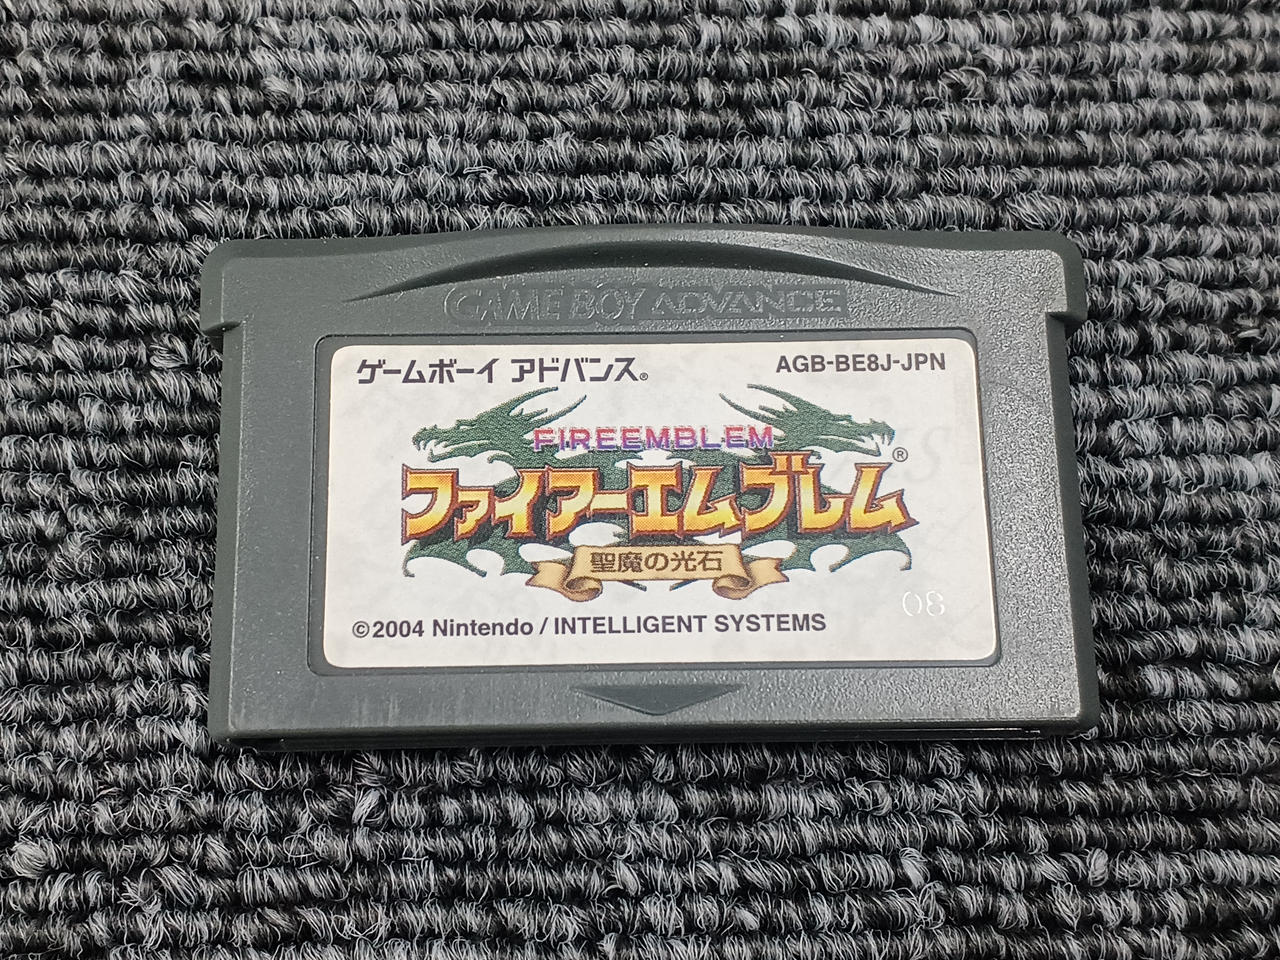 GAME BOY ADVANCE
ゲームボーイ アドバンス® AGB-BE8J-JPN
FIREEMBLEM
ファイアーエムブレム®
聖魔の光石
08
©2004 Nintendo / INTELLIGENT SYSTEMS